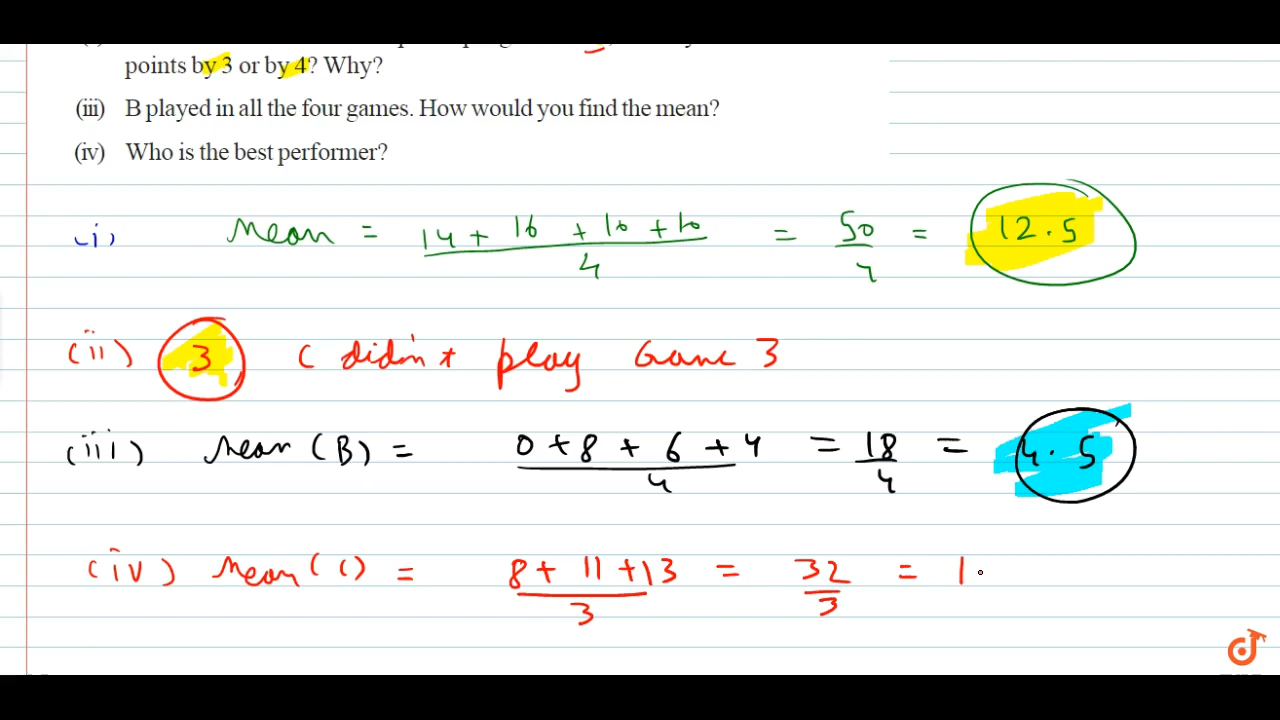 points by 3 or by 4? Why?
(iii) B played in all the four games. How would you find the mean?
(iv) Who is the best performer?
(i) Mean = 14 + 16 + 10 + 10 = 50 = 12.5
4 4
(ii) 3 C didn't play Game 3
(iii) Mean (B) = 0 + 8 + 6 + 4 = 18 = 4.5
4 4
(iv) Mean (C) = 8 + 11 + 13 = 32 = 1.
3 3